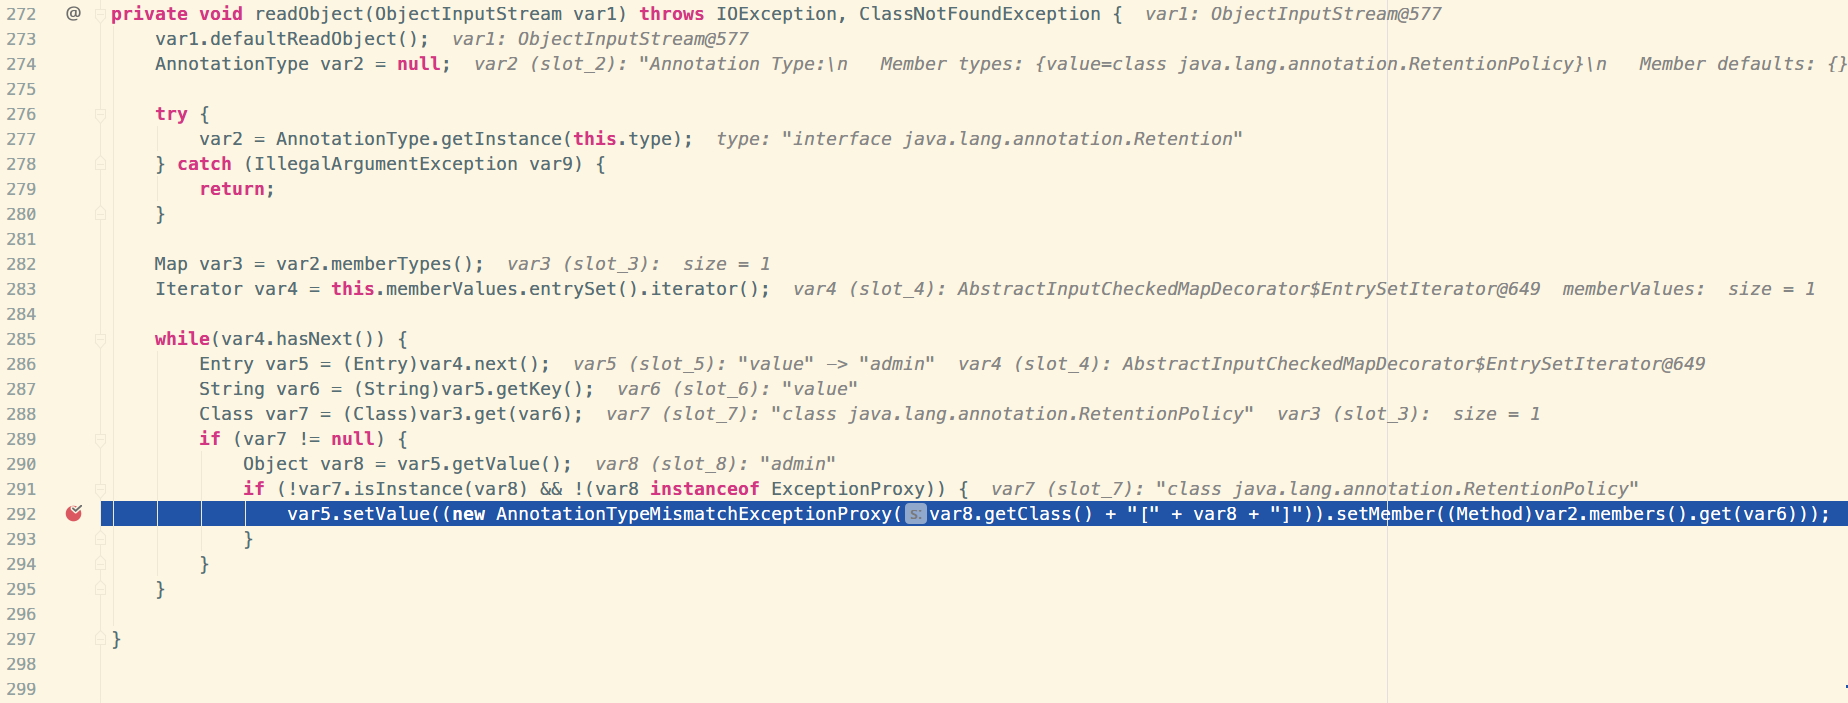 272 @ private void readObject(ObjectInputStream var1) throws IOException, ClassNotFoundException {  var1: ObjectInputStream@577
273 var1.defaultReadObject();  var1: ObjectInputStream@577
274 AnnotationType var2 = null;  var2 (slot_2): "Annotation Type:\n   Member types: {value=class java.lang.annotation.RetentionPolicy}\n   Member defaults: {}
275
276 try {
277 var2 = AnnotationType.getInstance(this.type);  type: "interface java.lang.annotation.Retention"
278 } catch (IllegalArgumentException var9) {
279 return;
280 }
281
282 Map var3 = var2.memberTypes();  var3 (slot_3):  size = 1
283 Iterator var4 = this.memberValues.entrySet().iterator();  var4 (slot_4): AbstractInputCheckedMapDecorator$EntrySetIterator@649  memberValues:  size = 1
284
285 while(var4.hasNext()) {
286 Entry var5 = (Entry)var4.next();  var5 (slot_5): "value" -> "admin"  var4 (slot_4): AbstractInputCheckedMapDecorator$EntrySetIterator@649
287 String var6 = (String)var5.getKey();  var6 (slot_6): "value"
288 Class var7 = (Class)var3.get(var6);  var7 (slot_7): "class java.lang.annotation.RetentionPolicy"  var3 (slot_3):  size = 1
289 if (var7 != null) {
290 Object var8 = var5.getValue();  var8 (slot_8): "admin"
291 if (!var7.isInstance(var8) && !(var8 instanceof ExceptionProxy)) {  var7 (slot_7): "class java.lang.annotation.RetentionPolicy"
292 var5.setValue((new AnnotationTypeMismatchExceptionProxy( s: var8.getClass() + "[" + var8 + "]")).setMember((Method)var2.members().get(var6)));
293 }
294 }
295 }
296
297 }
298
299